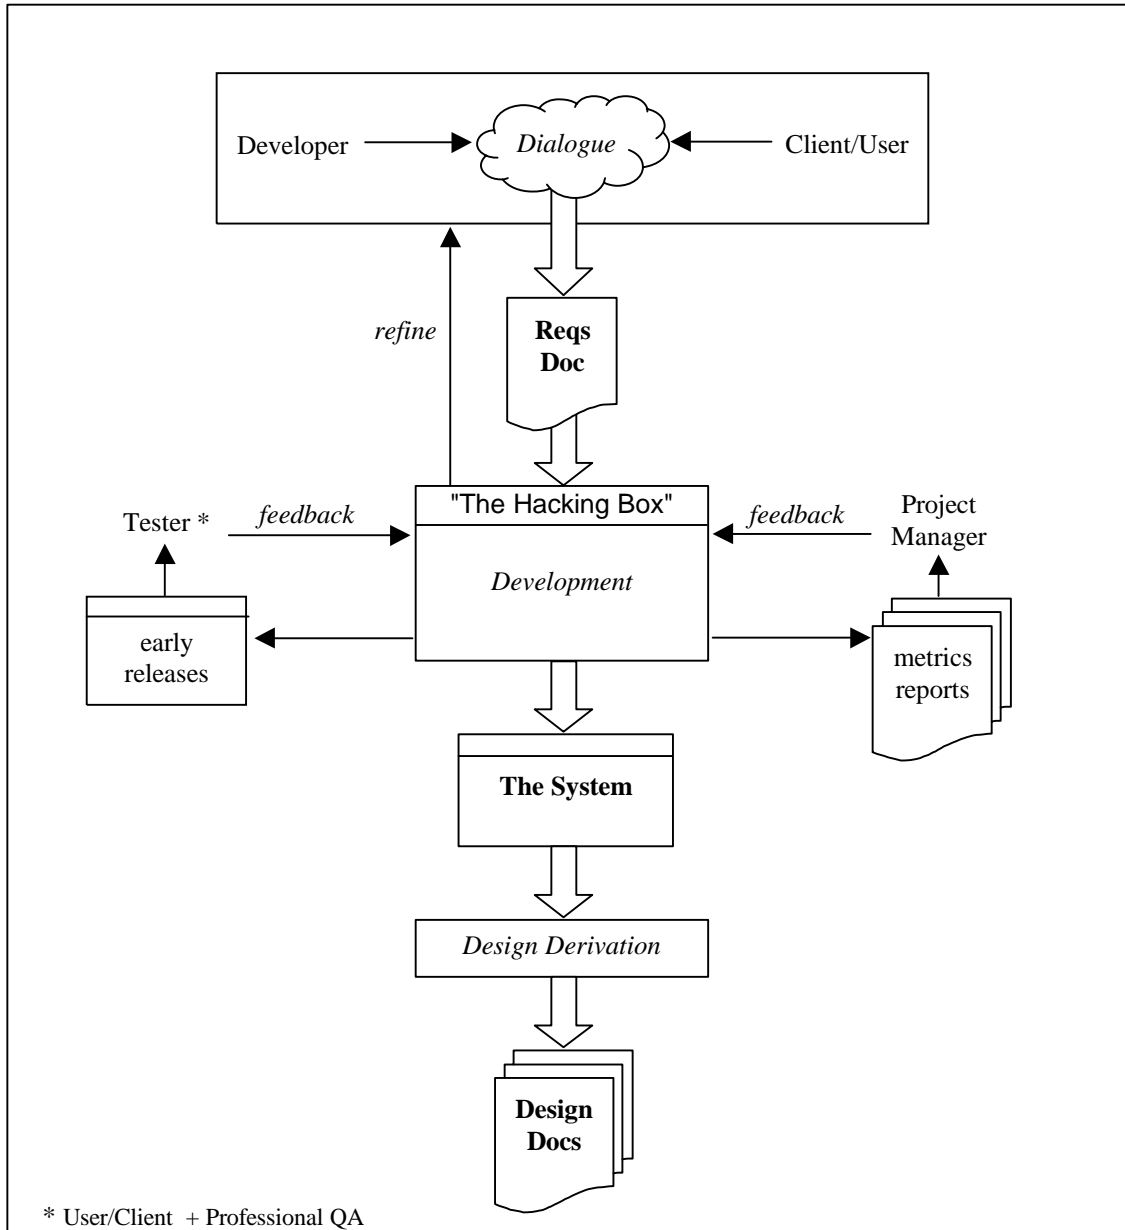 Developer
Dialogue
Client/User
refine
Reqs
Doc
"The Hacking Box"
Tester *
feedback
feedback
Project
Manager
Development
early
releases
metrics
reports
The System
Design Derivation
Design
Docs
* User/Client + Professional QA